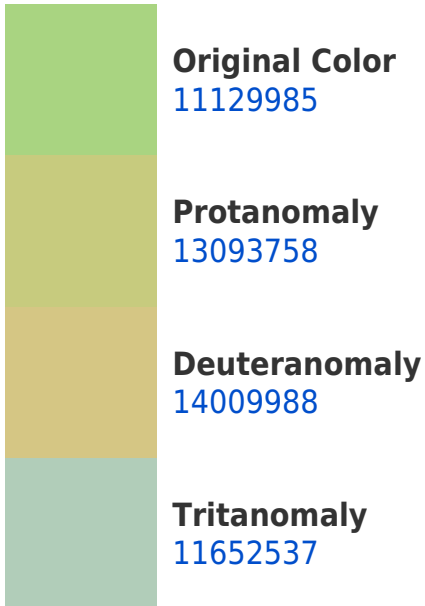 Original Color
11129985
Protanomaly
13093758
Deuteranomaly
14009988
Tritanomaly
11652537